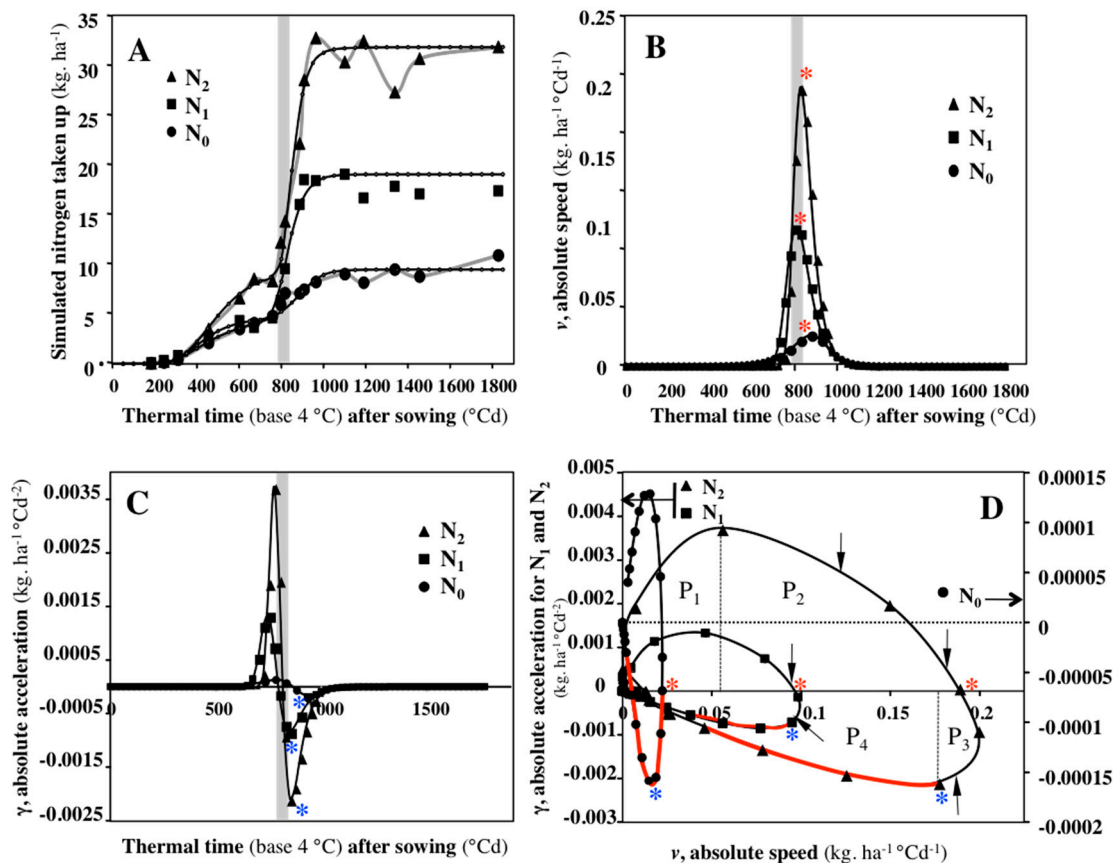 A
N2
N1
N0
Simulated nitrogen taken up (kg. ha-1)
35
30
25
20
15
10
5
0
0 200 400 600 800 1000 1200 1400 1600 1800
Thermal time (base 4 °C) after sowing (°Cd)
B
*
*
*
N2
N1
N0
v, absolute speed (kg. ha-1 °Cd-1)
0.2
0.25
0.15
0.1
0.05
0
0 200 400 600 800 1000 1200 1400 1600 1800
Thermal time (base 4 °C) after sowing (°Cd)
C
N2
N1
N0
γ, absolute acceleration (kg. ha-1 °Cd-2)
0.0035
0.0025
0.0015
0.0005
-0.0005
-0.0015
-0.0025
500 1500
000
*
*
*
Thermal time (base 4 °C) after sowing (°Cd)
D
N2
N1
N0
γ, absolute acceleration for N1 and N2
(kg. ha-1 °Cd-2)
0.005
0.004
0.003
0.002
0.001
0
-0.001
-0.002
-0.003
P1 P2
P4 P3
* * *
* * *
0 0.05 0.1 0.15 0.2
0.00015
0.0001
0.00005
0
-0.00005
-0.0001
-0.00015
-0.0002
v, absolute speed (kg. ha-1 °Cd-1)